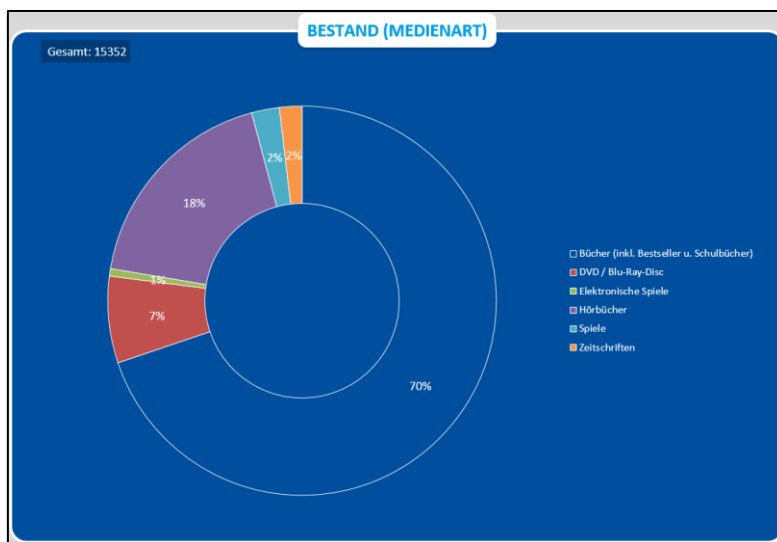 BESTAND (MEDIENART)
Gesamt: 15352
2%
2%
18%
1%
7%
70%
Bücher (inkl. Bestseller u. Schulbücher)
DVD / Blu-Ray-Disc
Elektronische Spiele
Hörbücher
Spiele
Zeitschriften